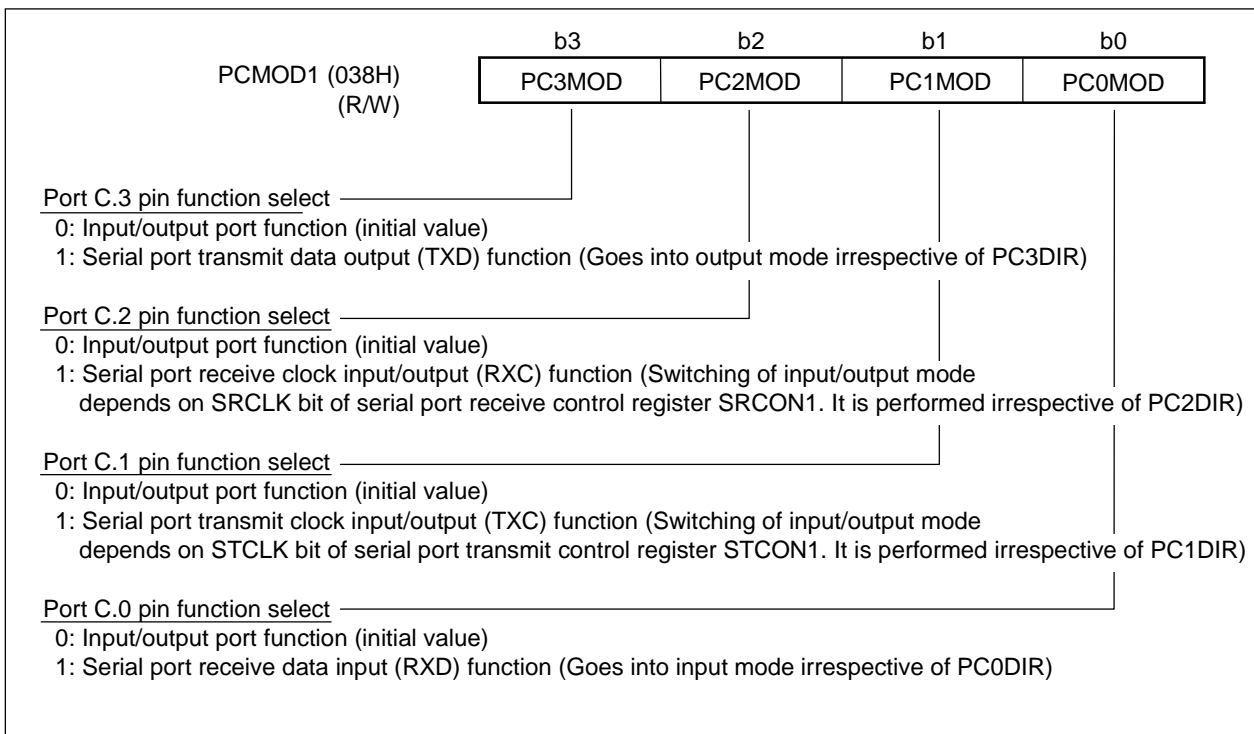 b3 b2 b1 b0
PCMOD1 (038H) PC3MOD PC2MOD PC1MOD PC0MOD
(R/W)
Port C.3 pin function select
0: Input/output port function (initial value)
1: Serial port transmit data output (TXD) function (Goes into output mode irrespective of PC3DIR)
Port C.2 pin function select
0: Input/output port function (initial value)
1: Serial port receive clock input/output (RXC) function (Switching of input/output mode
depends on SRCLK bit of serial port receive control register SRCON1. It is performed irrespective of PC2DIR)
Port C.1 pin function select
0: Input/output port function (initial value)
1: Serial port transmit clock input/output (TXC) function (Switching of input/output mode
depends on STCLK bit of serial port transmit control register STCON1. It is performed irrespective of PC1DIR)
Port C.0 pin function select
0: Input/output port function (initial value)
1: Serial port receive data input (RXD) function (Goes into input mode irrespective of PC0DIR)